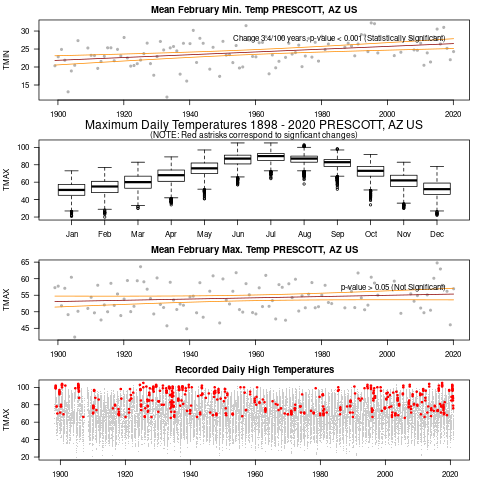 Mean February Min. Temp PRESCOTT, AZ US
Change 3.4/100 years, p-value < 0.001 (Statistically Significant)
TMIN
30
25
20
15
1900 1920 1940 1960 1980 2000 2020
Maximum Daily Temperatures 1898 - 2020 PRESCOTT, AZ US
(NOTE: Red astrisks correspond to signficant changes)
TMAX
100
80
60
40
20
Jan Feb Mar Apr May Jun Jul Aug Sep Oct Nov Dec
Mean February Max. Temp PRESCOTT, AZ US
p-value > 0.05 (Not Significant)
TMAX
65
60
55
50
45
1900 1920 1940 1960 1980 2000 2020
Recorded Daily High Temperatures
TMAX
100
80
60
40
20
1900 1920 1940 1960 1980 2000 2020